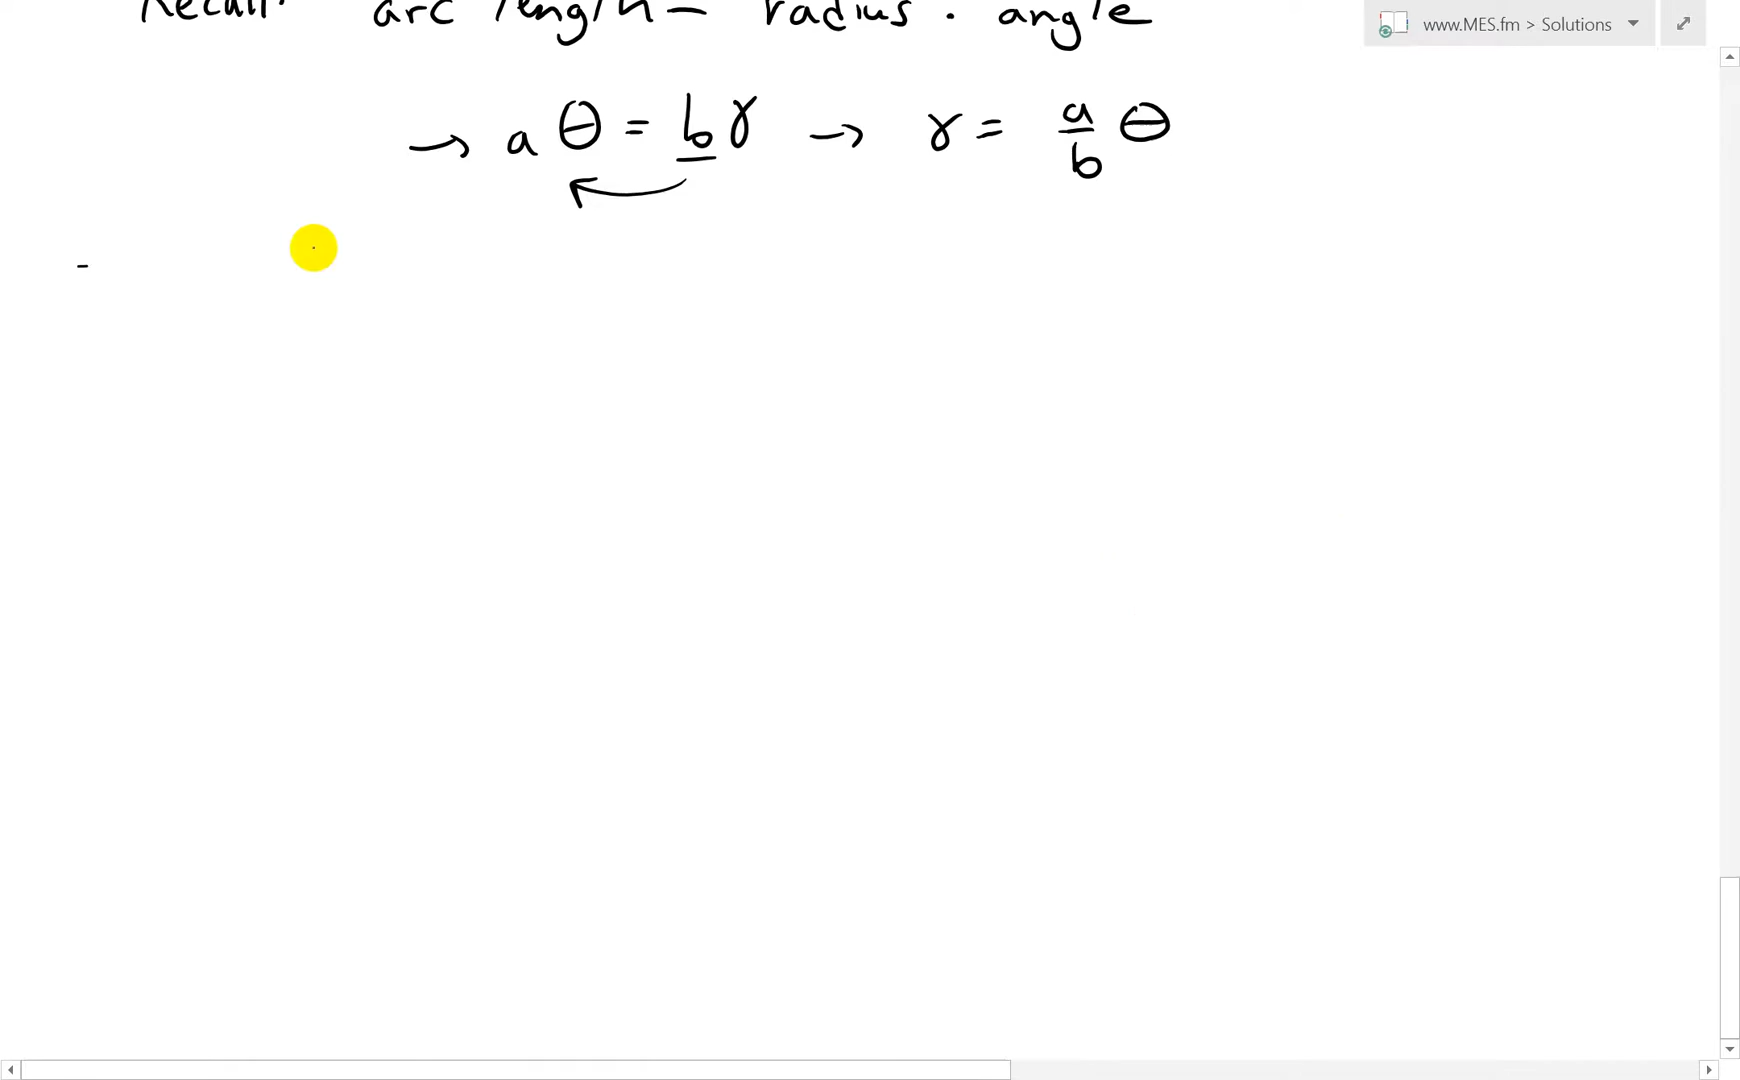 Recall: arc length = radius · angle
www.MES.fm > Solutions
→ a θ = b γ → γ = a/b θ